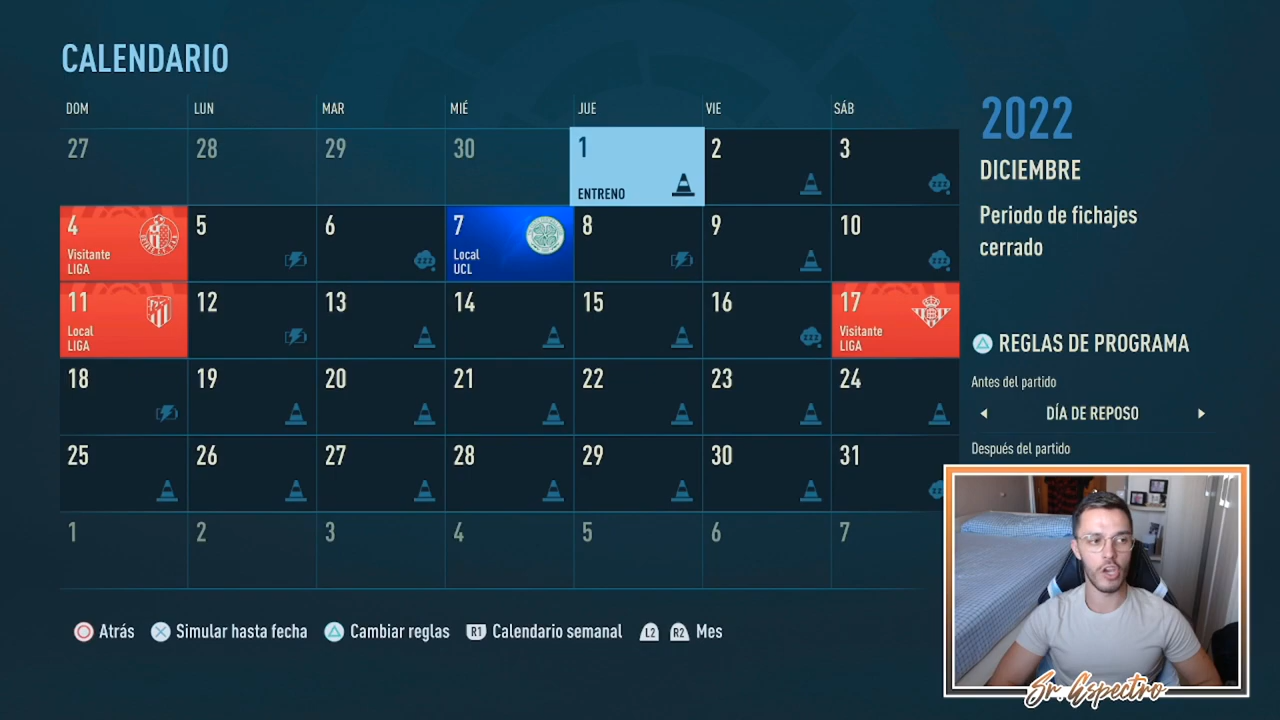 CALENDARIO
DOM LUN MAR MIÉ JUE VIE SÁB
27 28 29 30 1 2 3
ENTRENO
4 5 6 7 8 9 10
Visitante
LIGA
Local
UCL
11 12 13 14 15 16 17
Local
LIGA
Visitante
LIGA
18 19 20 21 22 23 24
25 26 27 28 29 30 31
1 2 3 4 5 6 7
2022
DICIEMBRE
Periodo de fichajes
cerrado
REGLAS DE PROGRAMA
Antes del partido
DÍA DE REPOSO
Después del partido
Atrás Simular hasta fecha Cambiar reglas R1 Calendario semanal L2 R2 Mes
Sr. Espectro